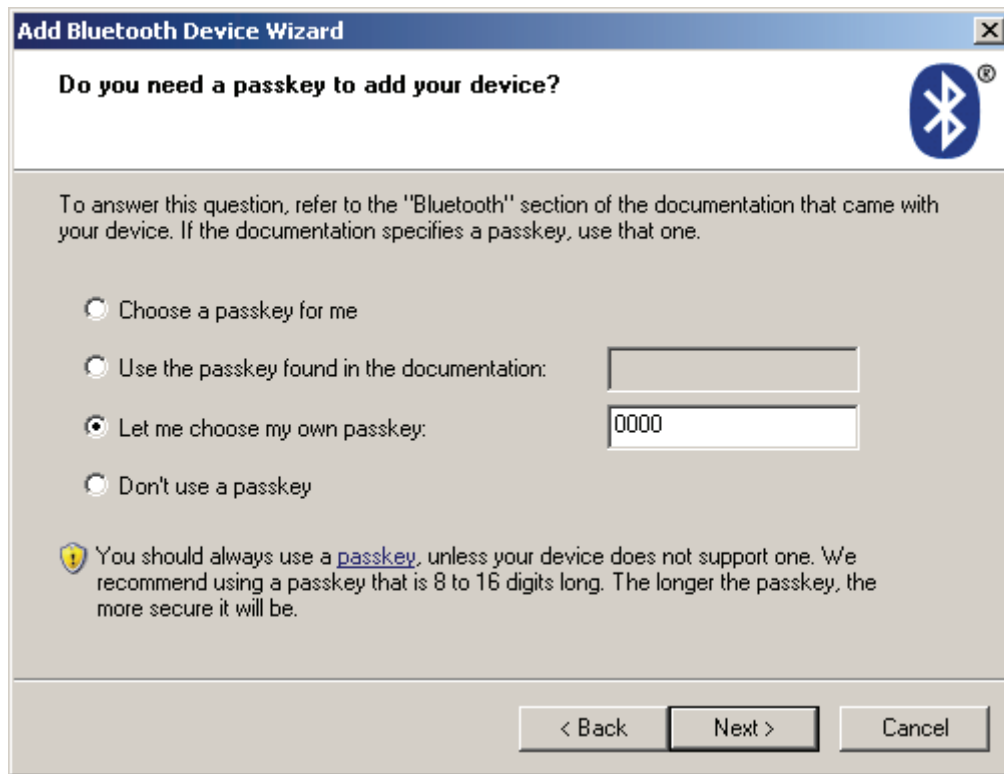 Add Bluetooth Device Wizard
Do you need a passkey to add your device?
®
To answer this question, refer to the "Bluetooth" section of the documentation that came with
your device. If the documentation specifies a passkey, use that one.
Choose a passkey for me
Use the passkey found in the documentation:
Let me choose my own passkey: 0000
Don't use a passkey
You should always use a passkey, unless your device does not support one. We
recommend using a passkey that is 8 to 16 digits long. The longer the passkey, the
more secure it will be.
< Back Next > Cancel